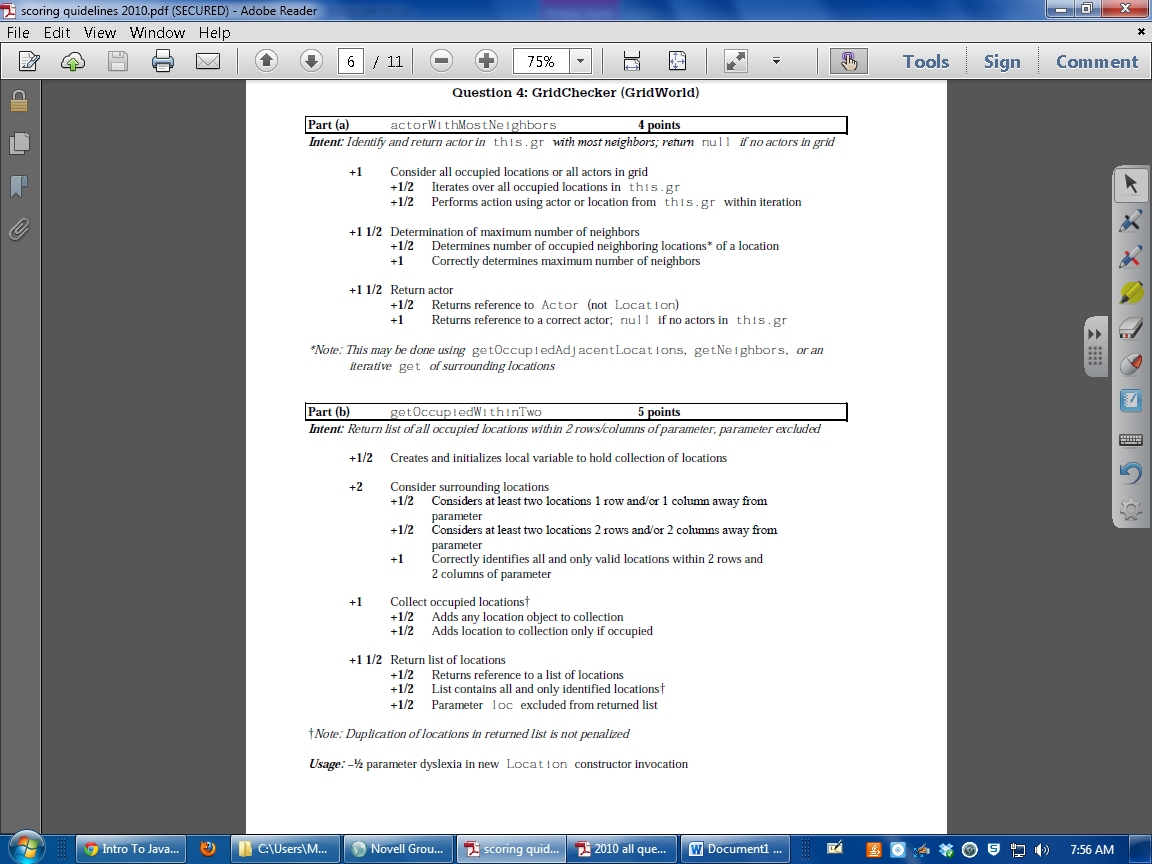 scoring quidelines 2010.pdf (SECURED) - Adobe Reader
File Edit View Window Help
6 / 11 75% Tools Sign Comment
Question 4: GridChecker (GridWorld)
Part (a) actorWithMostNeighbors 4 points
Intent: Identify and return actor in this.gr with most neighbors; return null if no actors in grid
+1 Consider all occupied locations or all actors in grid
+1/2 Iterates over all occupied locations in this.gr
+1/2 Performs action using actor or location from this.gr within iteration
+1 1/2 Determination of maximum number of neighbors
+1/2 Determines number of occupied neighboring locations* of a location
+1 Correctly determines maximum number of neighbors
+1 1/2 Return actor
+1/2 Returns reference to Actor (not Location)
+1 Returns reference to a correct actor; null if no actors in this.gr
*Note: This may be done using getOccupiedAdjacentLocations, getNeighbors, or an
iterative get of surrounding locations
Part (b) getOccupiedWithinTwo 5 points
Intent: Return list of all occupied locations within 2 rows/columns of parameter, parameter excluded
+1/2 Creates and initializes local variable to hold collection of locations
+2 Consider surrounding locations
+1/2 Considers at least two locations 1 row and/or 1 column away from
parameter
+1/2 Considers at least two locations 2 rows and/or 2 columns away from
parameter
+1 Correctly identifies all and only valid locations within 2 rows and
2 columns of parameter
+1 Collect occupied locations†
+1/2 Adds any location object to collection
+1/2 Adds location to collection only if occupied
+1 1/2 Return list of locations
+1/2 Returns reference to a list of locations
+1/2 List contains all and only identified locations†
+1/2 Parameter loc excluded from returned list
†Note: Duplication of locations in returned list is not penalized
Usage: –½ parameter dyslexia in new Location constructor invocation
Intro To Java... C:\Users\M... Novell Grou... scoring quid... 2010 all que... Document1 ... 7:56 AM